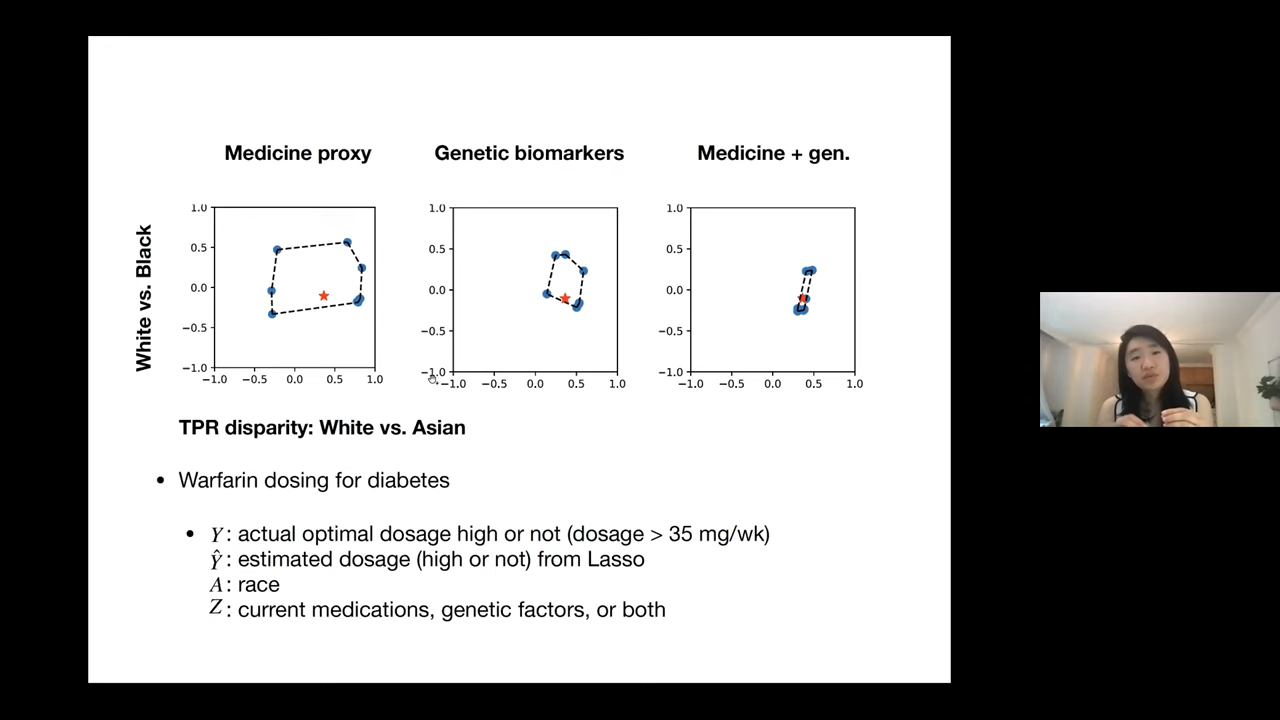 Medicine proxy
Genetic biomarkers
Medicine + gen.
White vs. Black
1.0
0.5
0.0
−0.5
−1.0
−1.0 −0.5 0.0 0.5 1.0
1.0
0.5
0.0
−0.5
−1.0
−1.0 −0.5 0.0 0.5 1.0
1.0
0.5
0.0
−0.5
−1.0
−1.0 −0.5 0.0 0.5 1.0
TPR disparity: White vs. Asian
• Warfarin dosing for diabetes
• Y: actual optimal dosage high or not (dosage > 35 mg/wk)
Ŷ: estimated dosage (high or not) from Lasso
A: race
Z: current medications, genetic factors, or both